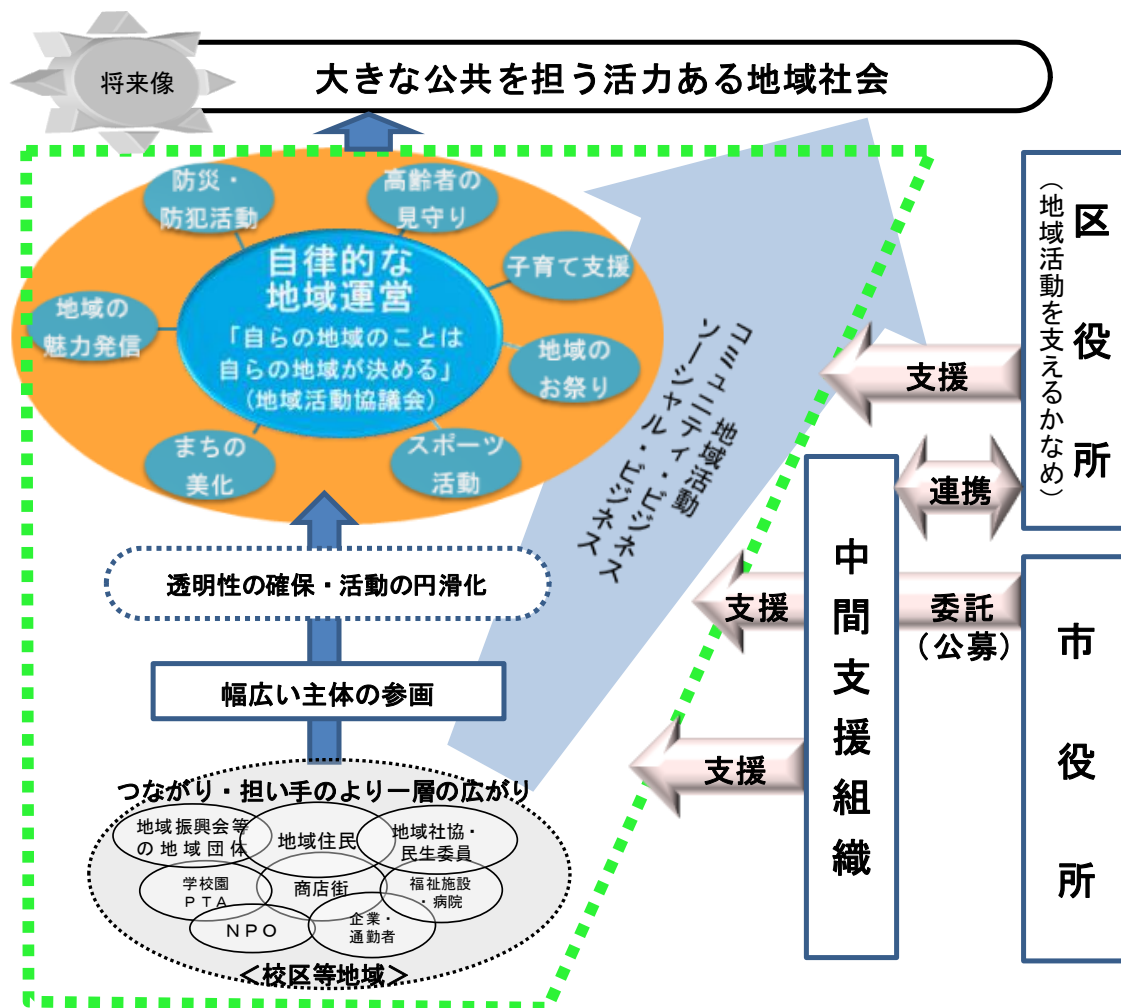 将来像
大きな公共を担う活力ある地域社会
防災・
防犯活動
高齢者の
見守り
子育て支援
地域の
お祭り
スポーツ
活動
まちの
美化
地域の
魅力発信
自律的な
地域運営
「自らの地域のことは
自らの地域が決める」
(地域活動協議会)
地域活動
コミュニティ・ビジネス
ソーシャル・ビジネス
透明性の確保・活動の円滑化
幅広い主体の参画
つながり・担い手のより一層の広がり
地域振興会等
の地域団体
地域住民
地域社協・
民生委員
学校園
ＰＴＡ
商店街
福祉施設
・病院
ＮＰＯ
企業・
通勤者
＜校区等地域＞
区役所
（地域活動を支えるかなめ）
支援
連携
支援
委託
（公募）
支援
中間支援組織
市役所